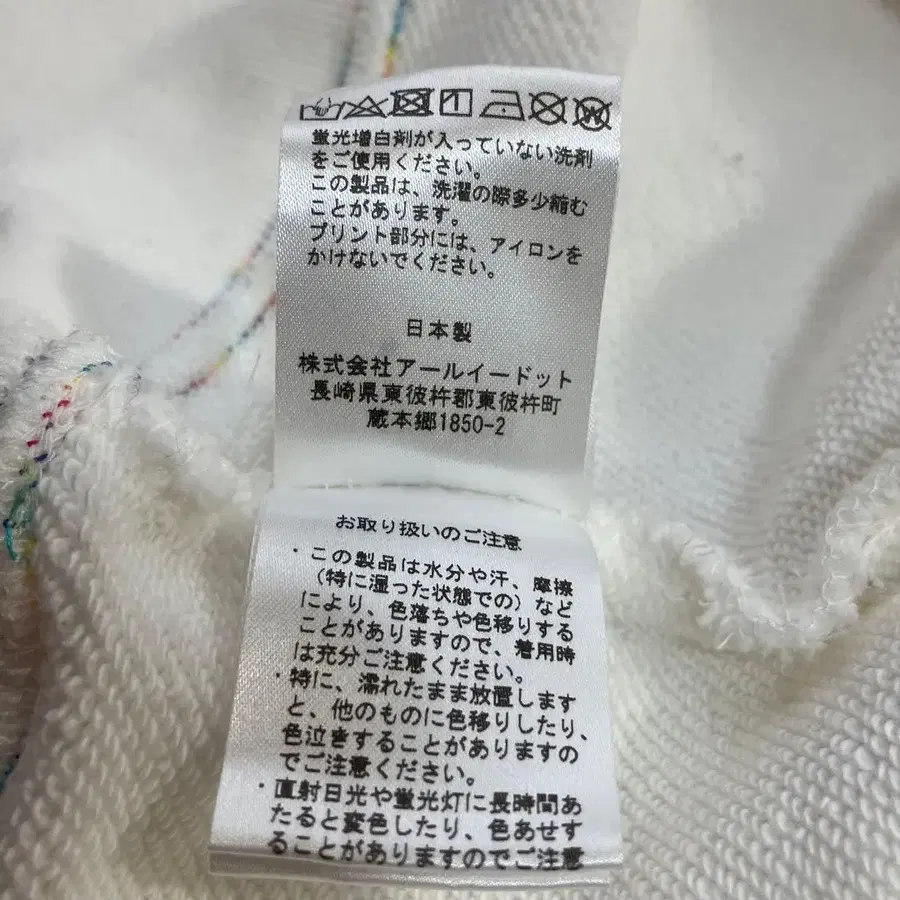 蛍光増白剤が入っていない洗剤
をご使用ください。
この製品は、洗濯の際多少縮む
ことがあります。
プリント部分には、アイロンを
かけないでください。
日本製
株式会社アールイードット
長崎県東彼杵郡東彼杵町
蔵本郷1850-2
お取り扱いのご注意
・この製品は水分や汗、摩擦
（特に湿った状態での）など
により、色落ちや色移りする
ことがありますので、着用時
は充分ご注意ください。
・特に、濡れたまま放置します
と、他のものに色移りしたり、
色泣きすることがありますの
でご注意ください。
・直射日光や蛍光灯に長時間あ
たると変色したり、色あせす
ることがありますのでご注意